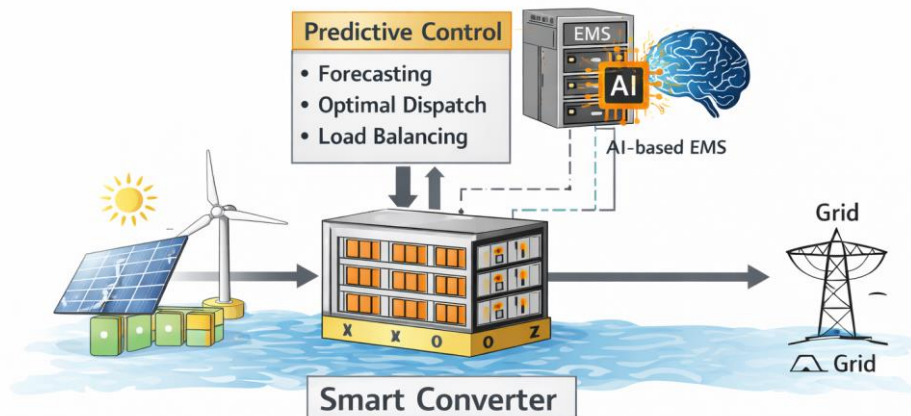 Predictive Control
• Forecasting
• Optimal Dispatch
• Load Balancing
EMS
AI
AI-based EMS
Grid
X X O O Z
Grid
Smart Converter